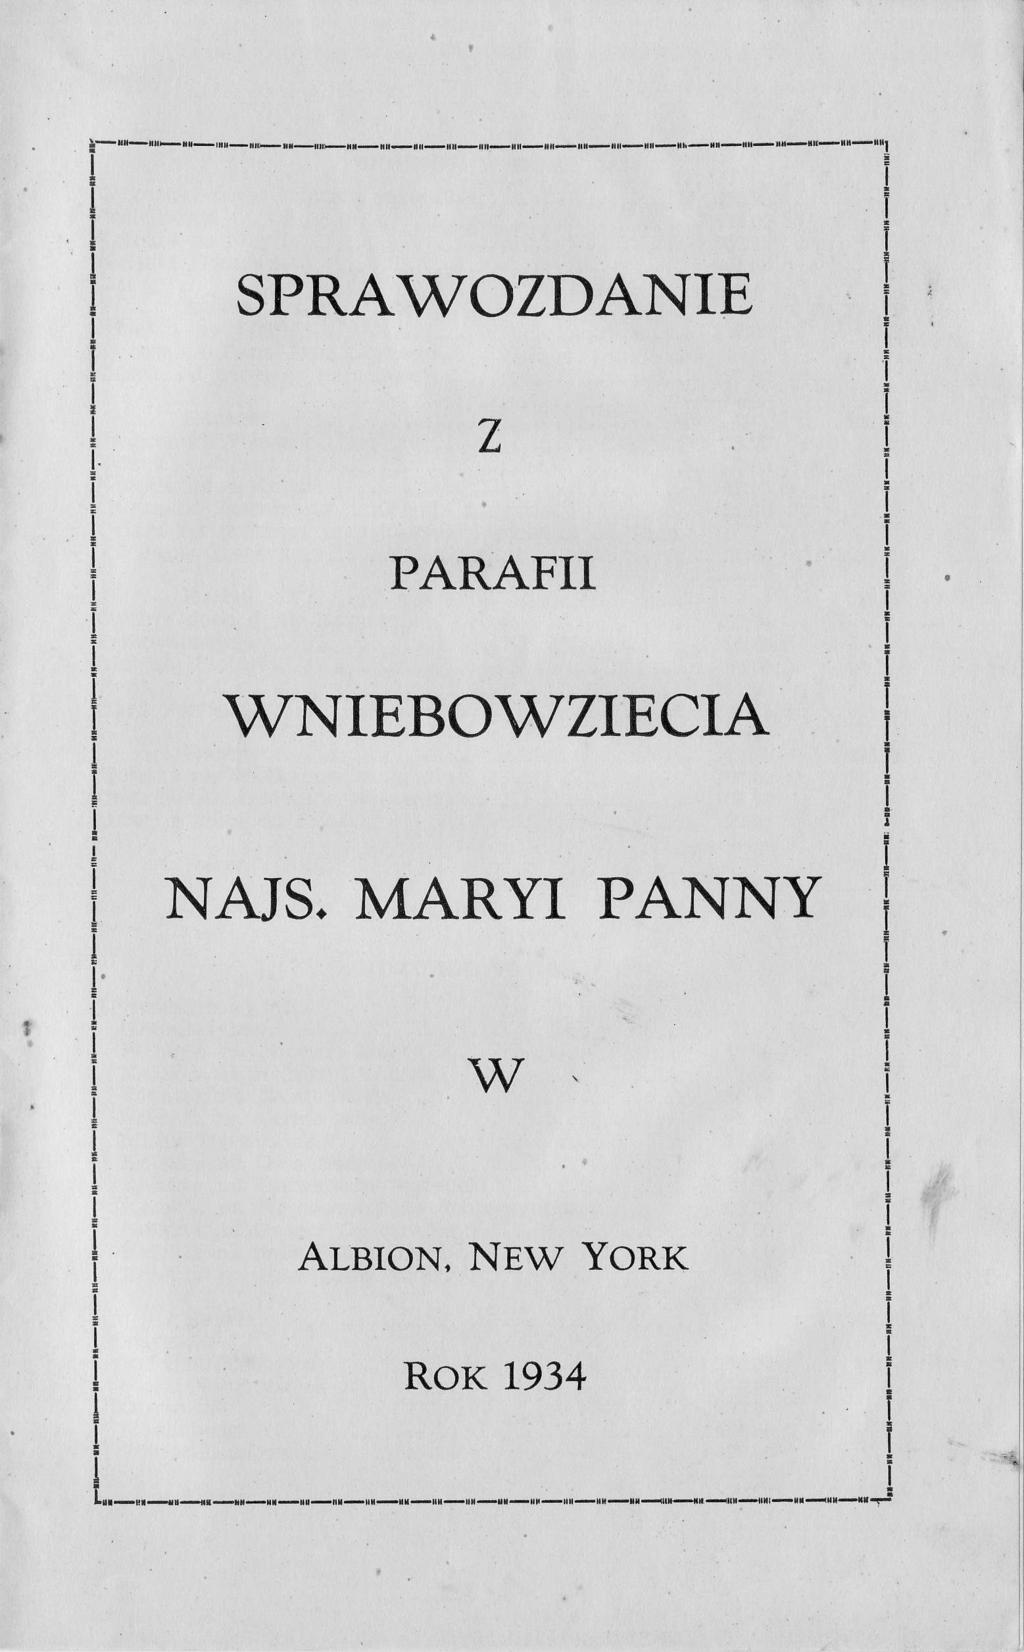 SPRAWOZDANIE
Z
PARAFII
WNIEBOWZIECIA
NAJS. MARYI PANNY
W
ALBION, NEW YORK
ROK 1934